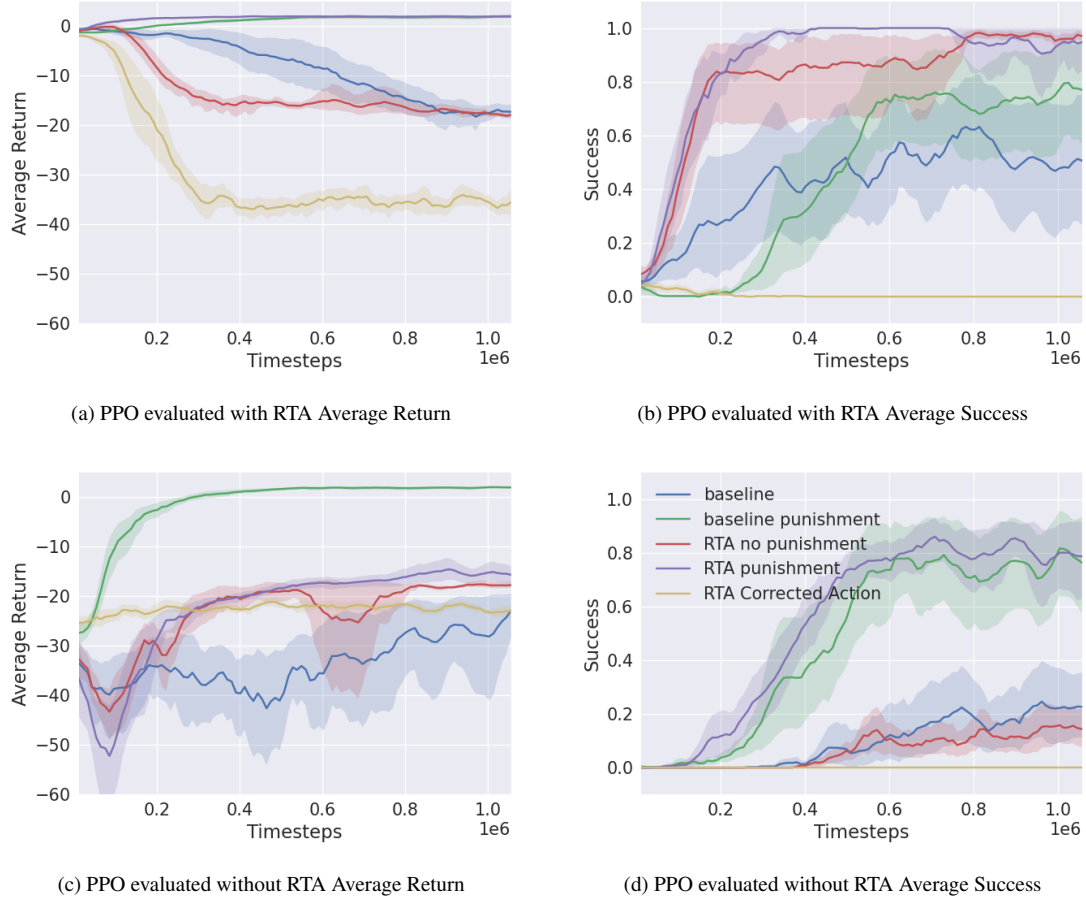 0
−10
−20
−30
−40
−50
−60
Average Return
0.2 0.4 0.6 0.8 1.0
1e6
Timesteps
(a) PPO evaluated with RTA Average Return
1.0
0.8
0.6
0.4
0.2
0.0
Success
0.2 0.4 0.6 0.8 1.0
1e6
Timesteps
(b) PPO evaluated with RTA Average Success
0
−10
−20
−30
−40
−50
−60
Average Return
0.2 0.4 0.6 0.8 1.0
1e6
Timesteps
(c) PPO evaluated without RTA Average Return
1.0
0.8
0.6
0.4
0.2
0.0
Success
baseline
baseline punishment
RTA no punishment
RTA punishment
RTA Corrected Action
0.2 0.4 0.6 0.8 1.0
1e6
Timesteps
(d) PPO evaluated without RTA Average Success